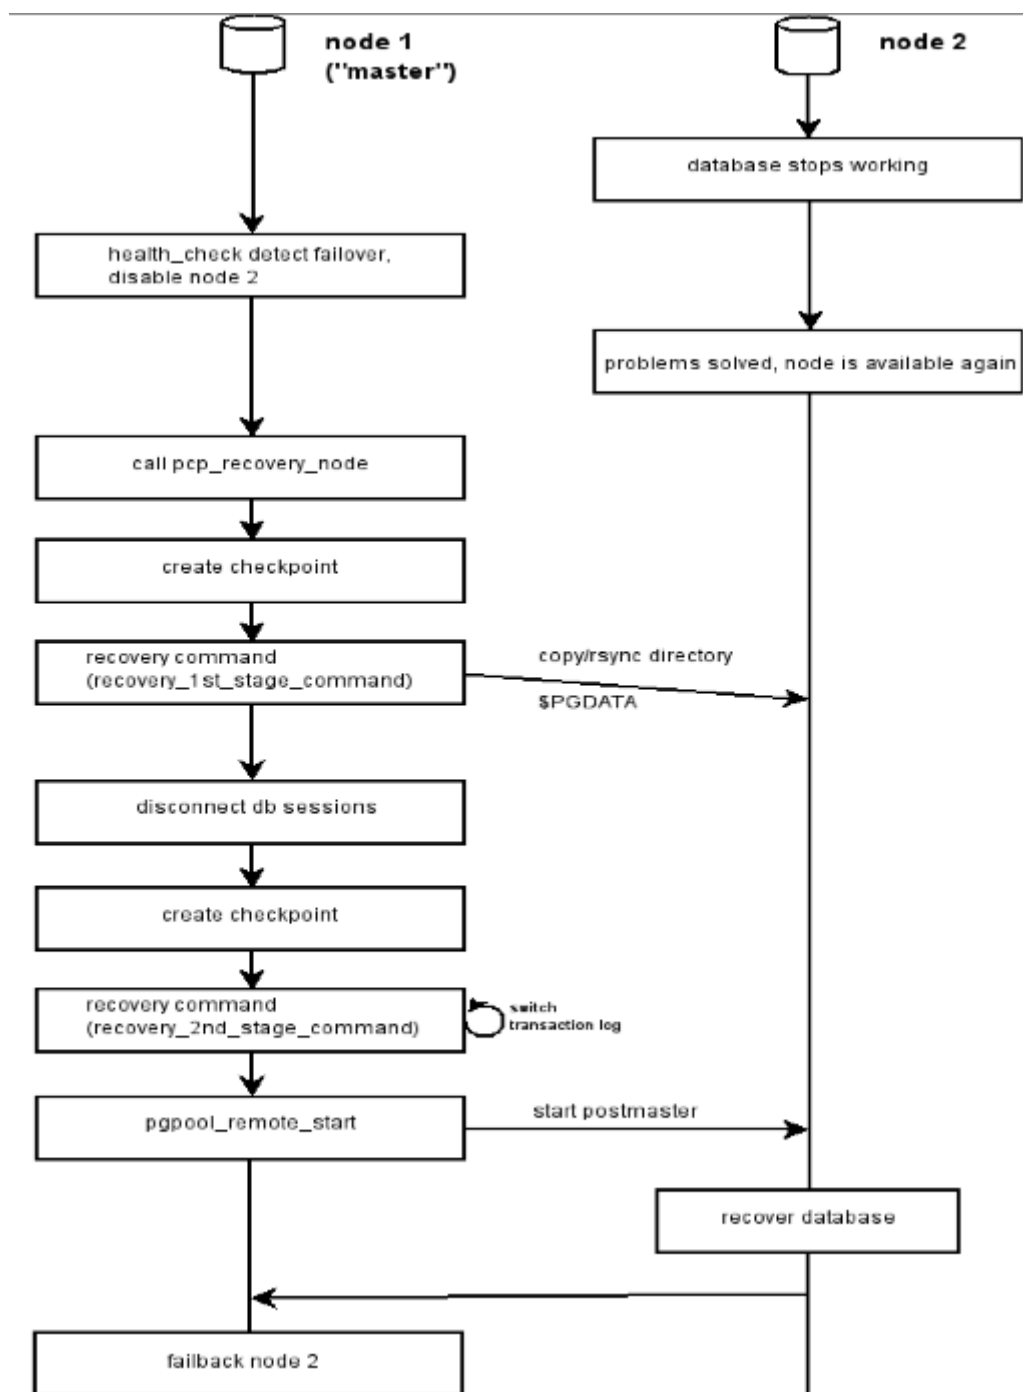 node 1
("master")
node 2
database stops working
health_check detect failover,
disable node 2
problems solved, node is available again
call pcp_recovery_node
create checkpoint
recovery command
(recovery_1st_stage_command)
copy/rsync directory
$PGDATA
disconnect db sessions
create checkpoint
recovery command
(recovery_2nd_stage_command)
switch
transaction log
pgpool_remote_start
start postmaster
recover database
failback node 2